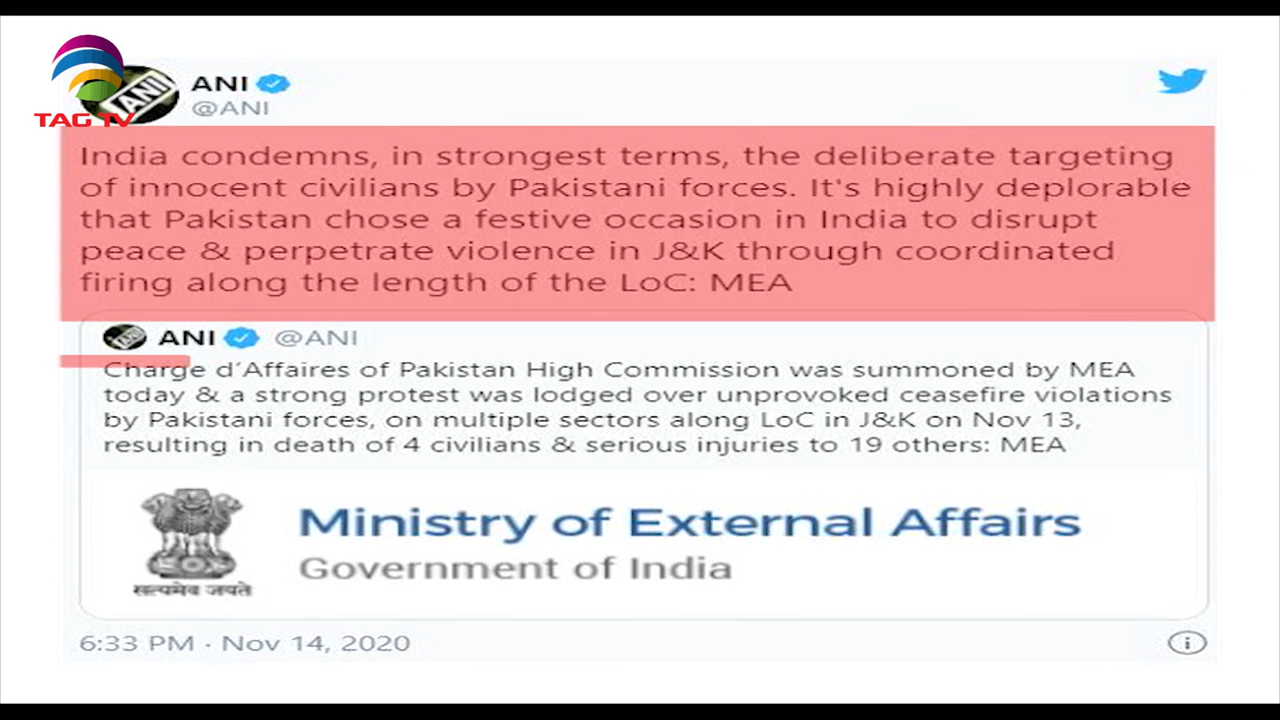 TAG TV
ANI
ANI
@ANI
India condemns, in strongest terms, the deliberate targeting
of innocent civilians by Pakistani forces. It's highly deplorable
that Pakistan chose a festive occasion in India to disrupt
peace & perpetrate violence in J&K through coordinated
firing along the length of the LoC: MEA
ANI @ANI
Charge d'Affaires of Pakistan High Commission was summoned by MEA
today & a strong protest was lodged over unprovoked ceasefire violations
by Pakistani forces, on multiple sectors along LoC in J&K on Nov 13,
resulting in death of 4 civilians & serious injuries to 19 others: MEA
Ministry of External Affairs
Government of India
सत्यमेव जयते
6:33 PM · Nov 14, 2020